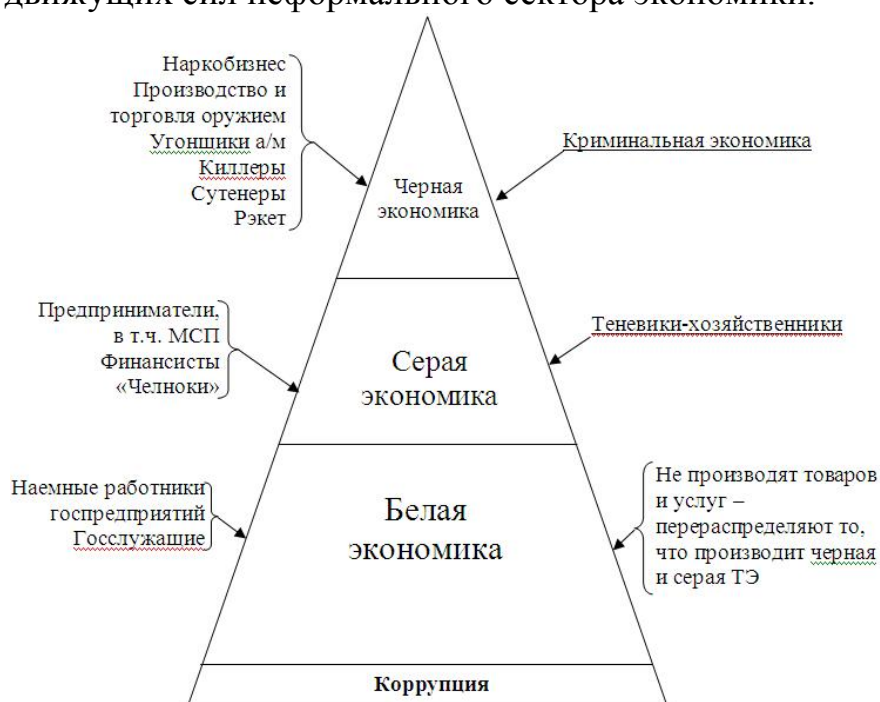 движущих сил неформального сектора экономики.
Наркобизнес
Производство и
торговля оружием
Угонщики а/м
Киллеры
Сутенеры
Рэкет
Криминальная экономика
Черная
экономика
Предприниматели,
в т.ч. МСП
Финансисты
«Челноки»
Теневики-хозяйственники
Серая
экономика
Наемные работники
госпредприятий
Госслужащие
Белая
экономика
Не производят товаров
и услуг –
перераспределяют то,
что производит черная
и серая ТЭ
Коррупция